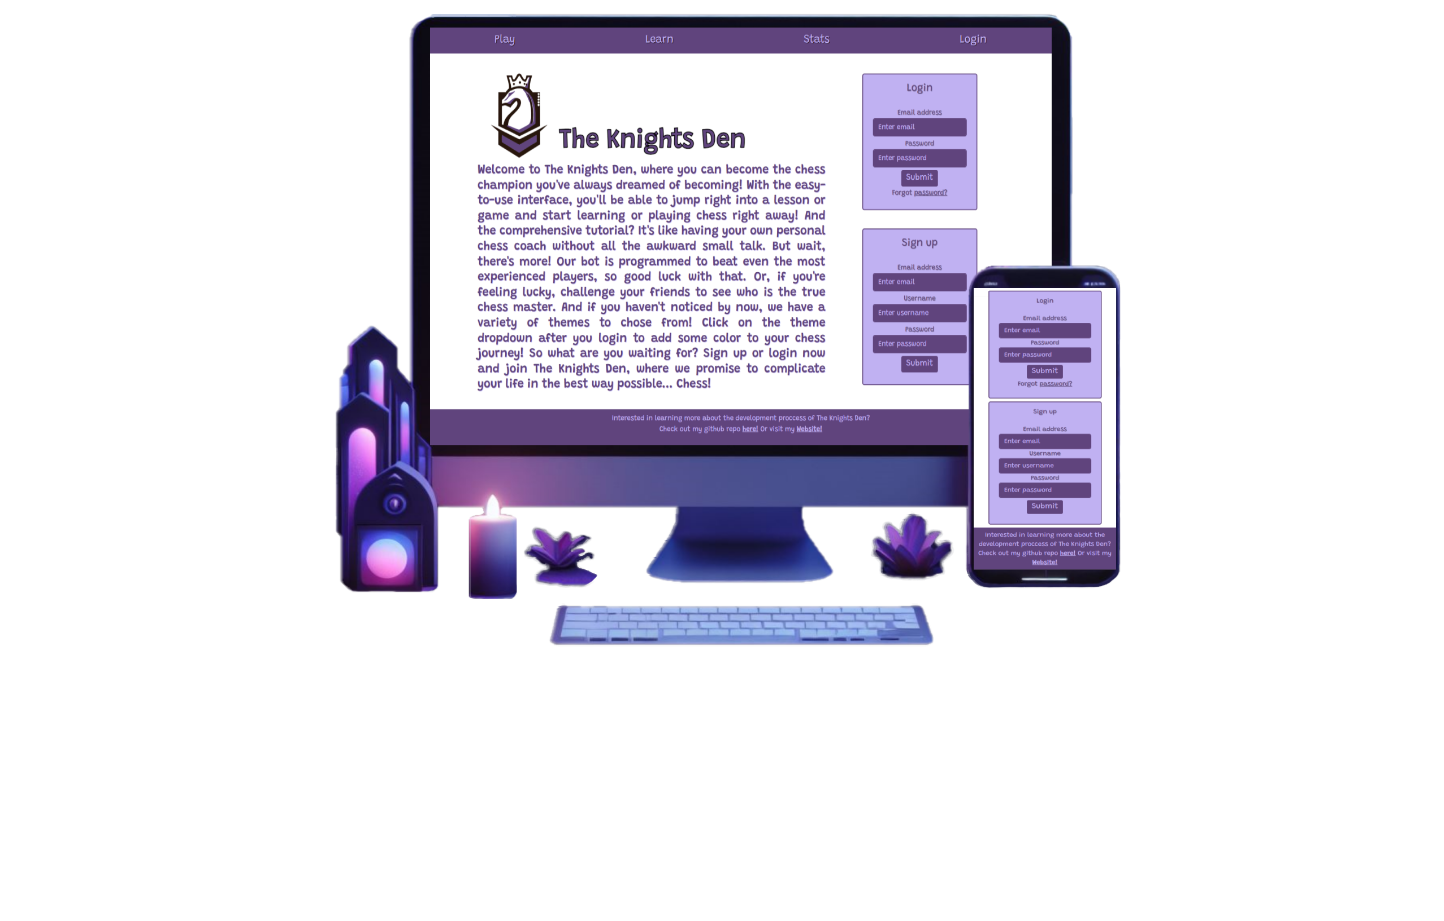 Play Learn Stats Login
The Knights Den
Welcome to The Knights Den, where you can become the chess
champion you've always dreamed of becoming! With the easy-
to-use interface, you'll be able to jump right into a lesson or
game and start learning or playing chess right away! And
the comprehensive tutorial? It's like having your own personal
chess coach without all the awkward small talk. But wait,
there's more! Our bot is programmed to beat even the most
experienced players, so good luck with that. Or, if you're
feeling lucky, challenge your friends to see who is the true
chess master. And if you haven't noticed by now, we have a
variety of themes to chose from! Click on the theme
dropdown after you login to add some color to your chess
journey! So what are you waiting for? Sign up or login now
and join The Knights Den, where we promise to complicate
your life in the best way possible... Chess!
Login
Email address
Enter email
Password
Enter password
Submit
Forgot password?
Sign up
Email address
Enter email
Username
Enter username
Password
Enter password
Submit
Interested in learning more about the development proccess of The Knights Den?
Check out my github repo here! Or visit my Website!
Login
Email address
Enter email
Password
Enter password
Submit
Forgot password?
Sign up
Email address
Enter email
Username
Enter username
Password
Enter password
Submit
Interested in learning more about the
development proccess of The Knights Den?
Check out my github repo here! Or visit my
Website!